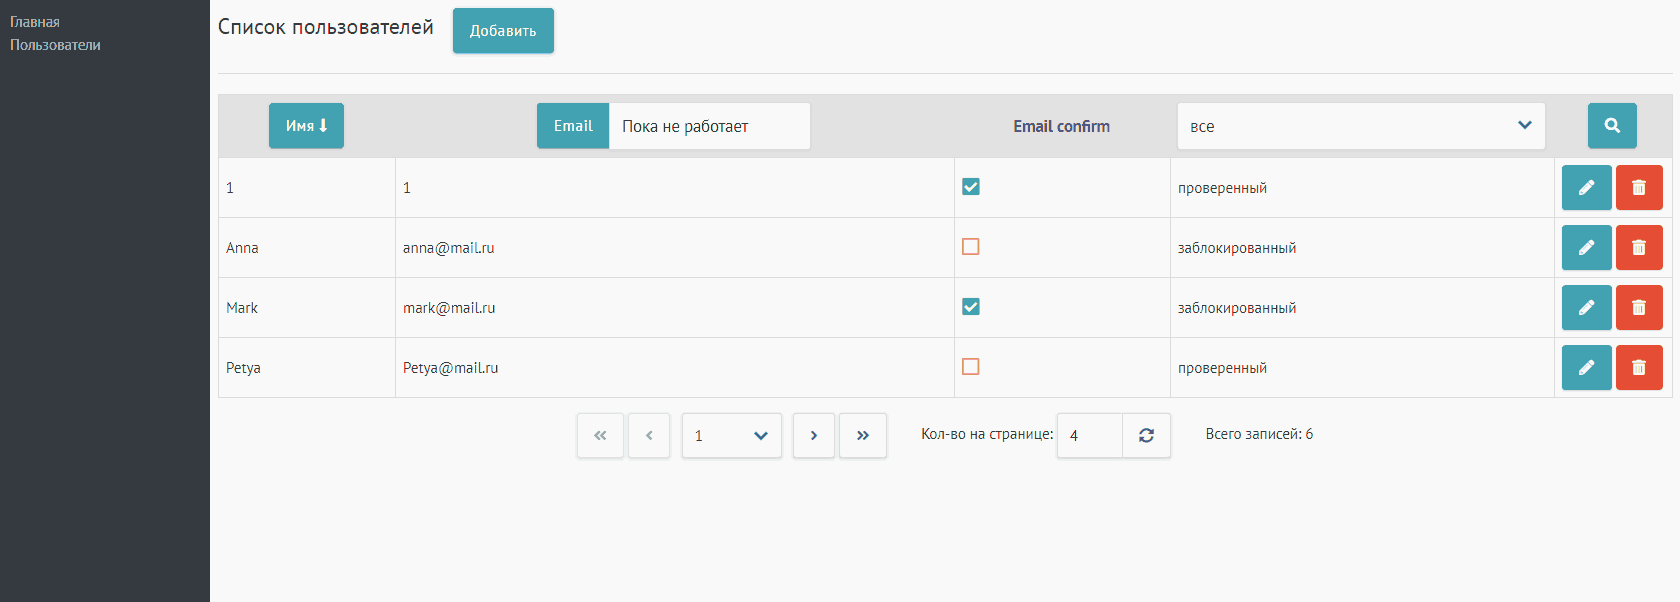 Главная
Пользователи
Список пользователей Добавить
Имя Email Пока не работает Email confirm все
1 1 проверенный
Anna anna@mail.ru заблокированный
Mark mark@mail.ru заблокированный
Petya Petya@mail.ru проверенный
1 Кол-во на странице: 4 Всего записей: 6